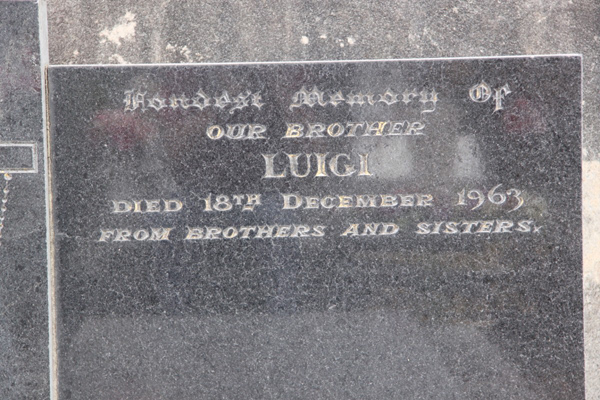 Fondest Memory Of
OUR BROTHER
LUIGI
DIED 18TH DECEMBER 1963
FROM BROTHERS AND SISTERS.